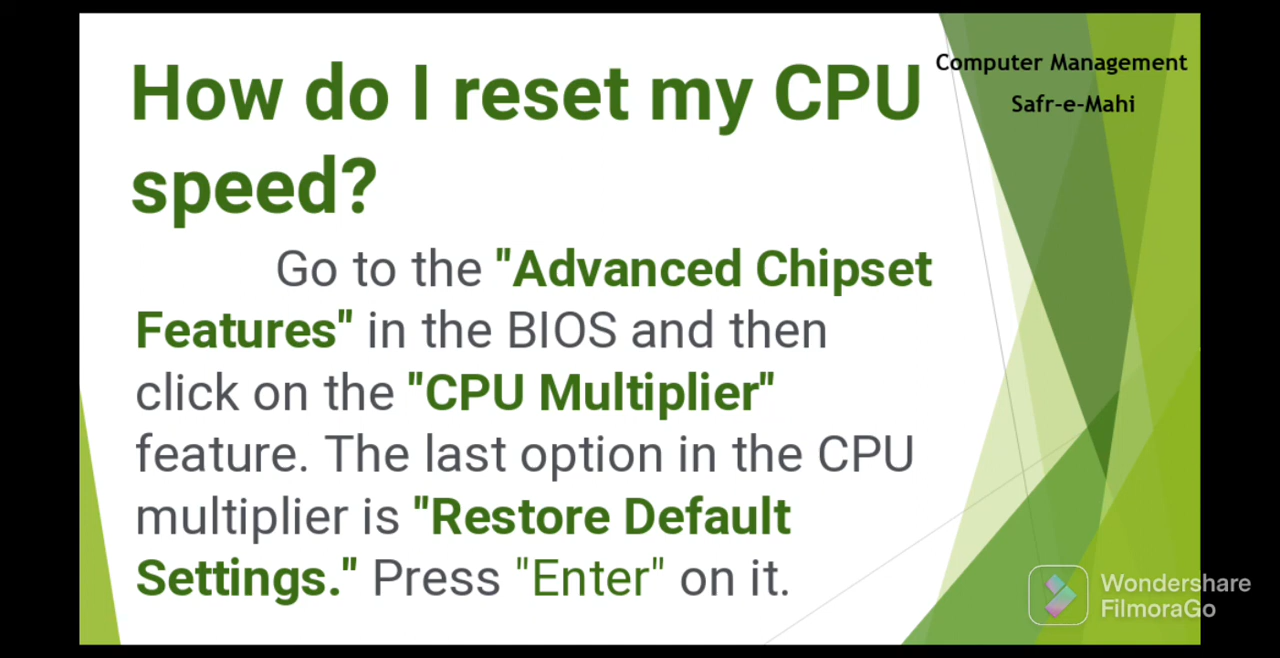 How do I reset my CPU
speed?
Computer Management
Safr-e-Mahi
Go to the "Advanced Chipset
Features" in the BIOS and then
click on the "CPU Multiplier"
feature. The last option in the CPU
multiplier is "Restore Default
Settings." Press "Enter" on it.
Wondershare
FilmoraGo